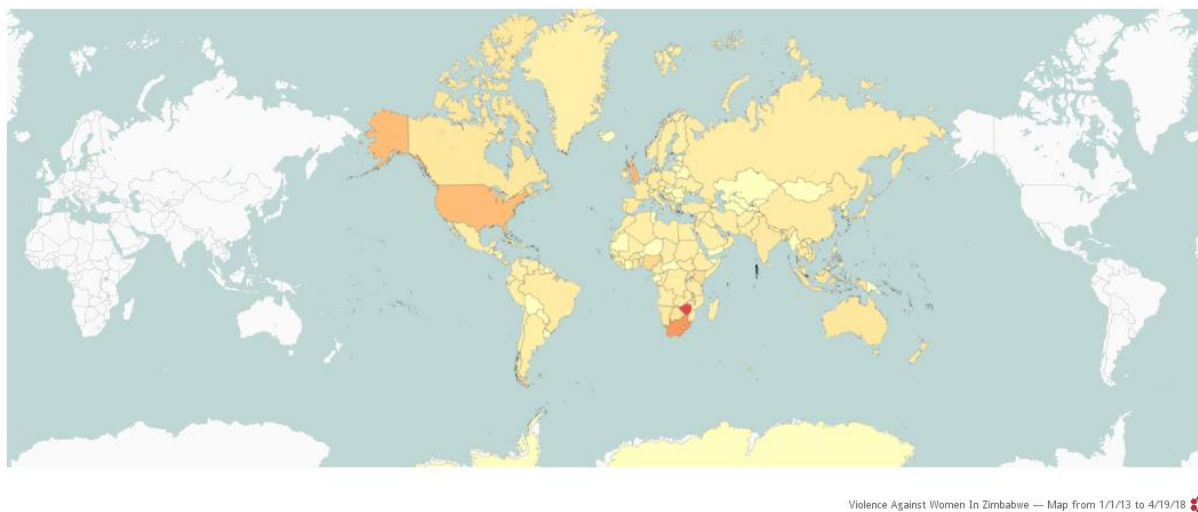 Violence Against Women In Zimbabwe — Map from 1/1/13 to 4/19/18